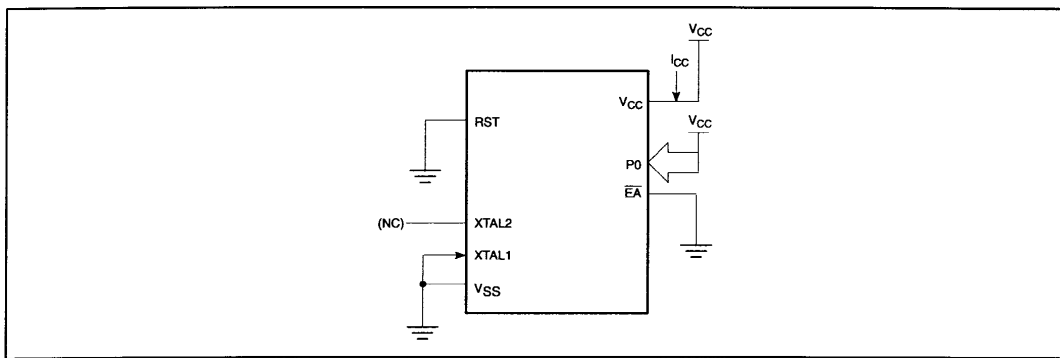 VCC
ICC
VCC
RST
VCC
P0
EA
(NC)
XTAL2
XTAL1
VSS